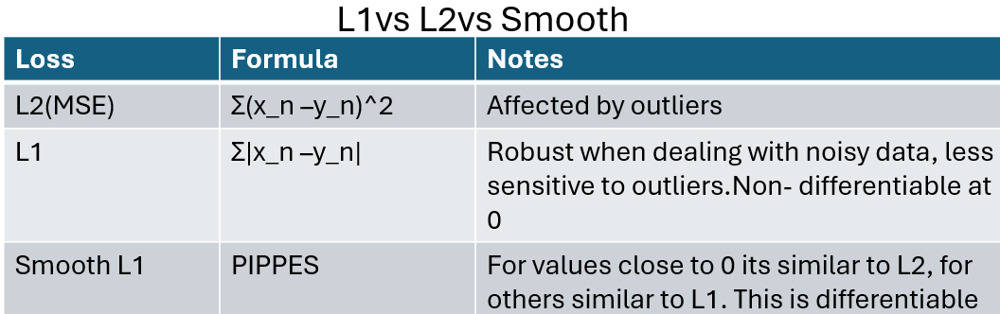 L1vs L2vs Smooth
Loss Formula Notes
L2(MSE) Σ(x_n –y_n)^2 Affected by outliers
L1 Σ|x_n –y_n| Robust when dealing with noisy data, less
sensitive to outliers.Non- differentiable at
0
Smooth L1 PIPPES For values close to 0 its similar to L2, for
others similar to L1. This is differentiable